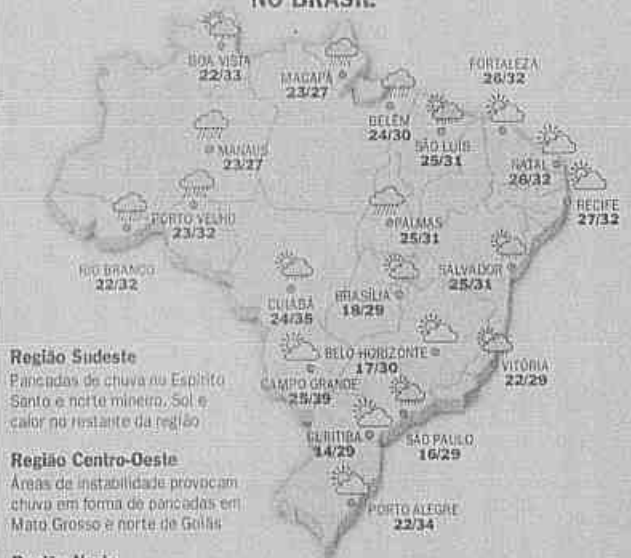 NO BRASIL
BOA VISTA
22/33
MACAPÁ
23/27
FORTALEZA
26/32
BELÉM
24/30
SÃO LUÍS
25/31
MANAUS
23/27
NATAL
26/32
RECIFE
27/32
PORTO VELHO
23/32
PALMAS
25/31
RIO BRANCO
22/32
SALVADOR
25/31
CUIABÁ
24/35
BRASÍLIA
18/29
BELO HORIZONTE
17/30
VITÓRIA
22/29
CAMPO GRANDE
25/39
CURITIBA
14/29
SÃO PAULO
16/29
PORTO ALEGRE
22/34
Região Sudeste
Pancadas de chuva no Espírito
Santo e norte mineiro. Sol e
calor no restante da região
Região Centro-Oeste
Áreas de instabilidade provocam
chuva em forma de pancadas em
Mato Grosso e norte de Goiás